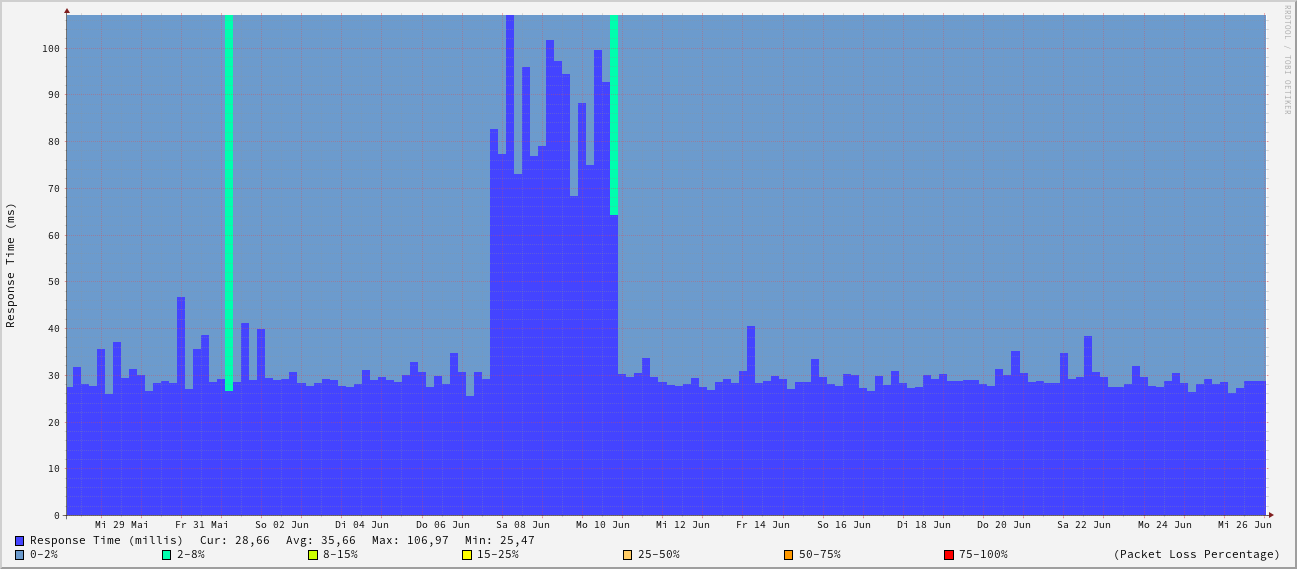 RRDTOOL / TOBI OETIKER
Response Time (ms)
100
90
80
70
60
50
40
30
20
10
0
Mi 29 Mai Fr 31 Mai So 02 Jun Di 04 Jun Do 06 Jun Sa 08 Jun Mo 10 Jun Mi 12 Jun Fr 14 Jun So 16 Jun Di 18 Jun Do 20 Jun Sa 22 Jun Mo 24 Jun Mi 26 Jun
Response Time (millis) Cur: 28,66 Avg: 35,66 Max: 106,97 Min: 25,47
0-2% 2-8% 8-15% 15-25% 25-50% 50-75% 75-100% (Packet Loss Percentage)